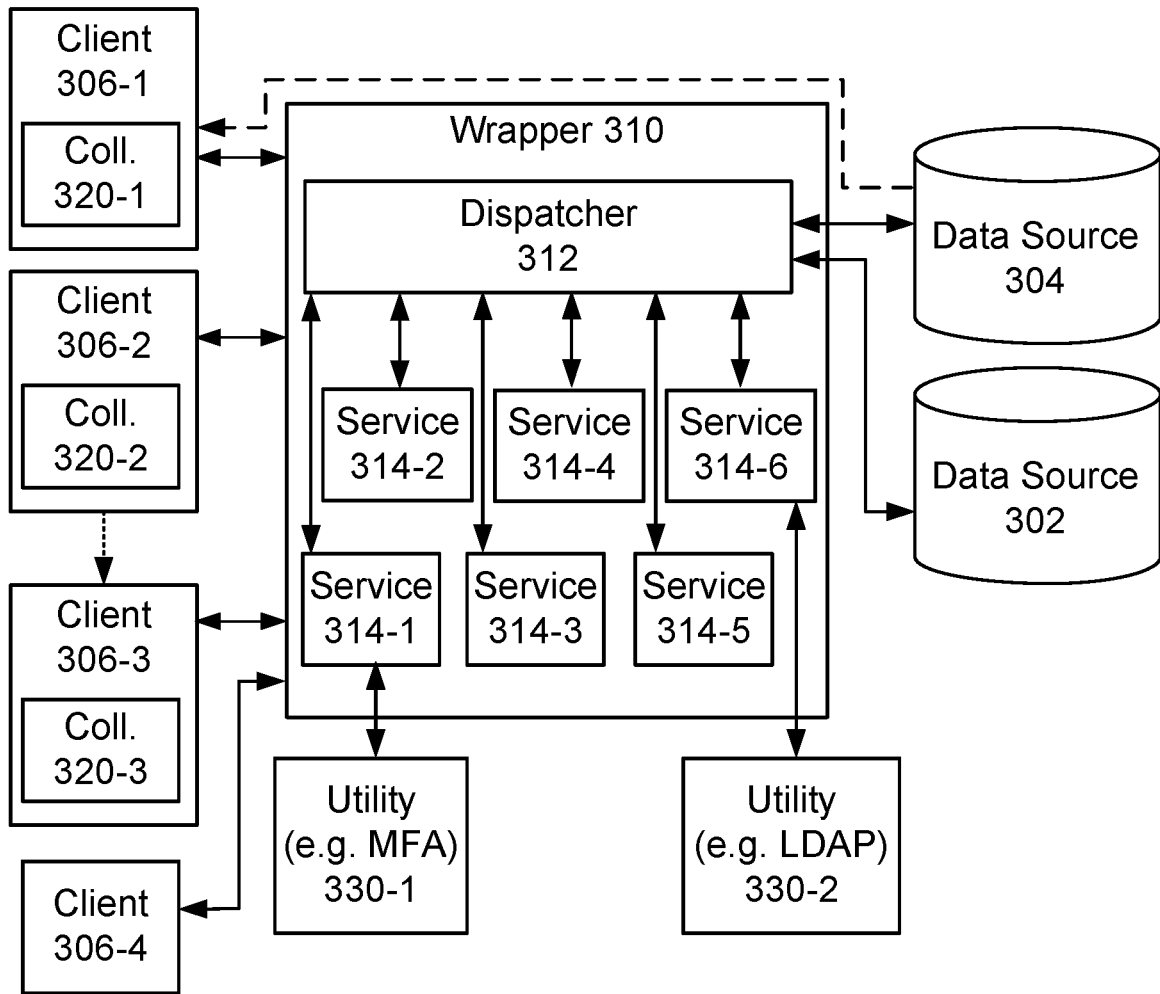 Client
306-1
Coll.
320-1
Client
306-2
Coll.
320-2
Client
306-3
Coll.
320-3
Client
306-4
Wrapper 310
Dispatcher
312
Service
314-2
Service
314-4
Service
314-6
Service
314-1
Service
314-3
Service
314-5
Utility
(e.g. MFA)
330-1
Utility
(e.g. LDAP)
330-2
Data Source
304
Data Source
302